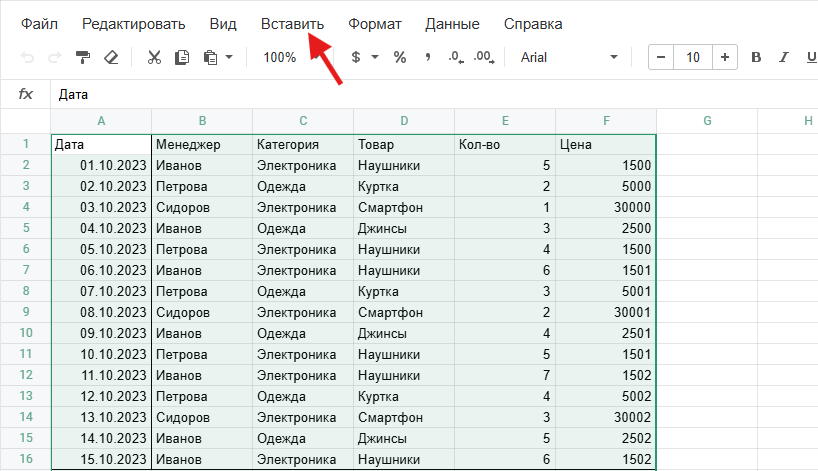 Файл Редактировать Вид Вставить Формат Данные Справка
100% $ % , .0 .00 Arial 10 B I U
fx Дата
A B C D E F G H
1 Дата Менеджер Категория Товар Кол-во Цена
2 01.10.2023 Иванов Электроника Наушники 5 1500
3 02.10.2023 Петрова Одежда Куртка 2 5000
4 03.10.2023 Сидоров Электроника Смартфон 1 30000
5 04.10.2023 Иванов Одежда Джинсы 3 2500
6 05.10.2023 Петрова Электроника Наушники 4 1500
7 06.10.2023 Иванов Электроника Наушники 6 1501
8 07.10.2023 Петрова Одежда Куртка 3 5001
9 08.10.2023 Сидоров Электроника Смартфон 2 30001
10 09.10.2023 Иванов Одежда Джинсы 4 2501
11 10.10.2023 Петрова Электроника Наушники 5 1501
12 11.10.2023 Иванов Электроника Наушники 7 1502
13 12.10.2023 Петрова Одежда Куртка 4 5002
14 13.10.2023 Сидоров Электроника Смартфон 3 30002
15 14.10.2023 Иванов Одежда Джинсы 5 2502
16 15.10.2023 Иванов Электроника Наушники 6 1502